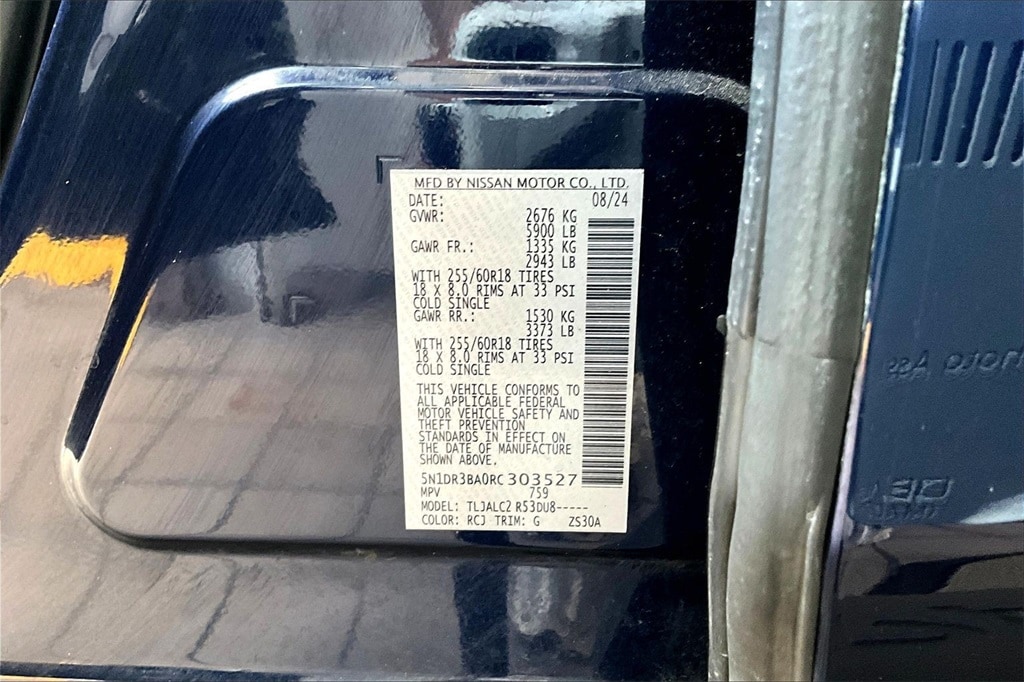 MFD BY NISSAN MOTOR CO., LTD.
DATE: 08/24
GVWR: 2676 KG
5900 LB
GAWR FR.: 1335 KG
2943 LB
WITH 255/60R18 TIRES
18 X 8.0 RIMS AT 33 PSI
COLD SINGLE
GAWR RR.: 1530 KG
3373 LB
WITH 255/60R18 TIRES
18 X 8.0 RIMS AT 33 PSI
COLD SINGLE
THIS VEHICLE CONFORMS TO
ALL APPLICABLE FEDERAL
MOTOR VEHICLE SAFETY AND
THEFT PREVENTION
STANDARDS IN EFFECT ON
THE DATE OF MANUFACTURE
SHOWN ABOVE.
5N1DR3BA0RC303527
MPV 759
MODEL: TLJALC2 R53DU8-----
COLOR: RCJ TRIM: G ZS30A